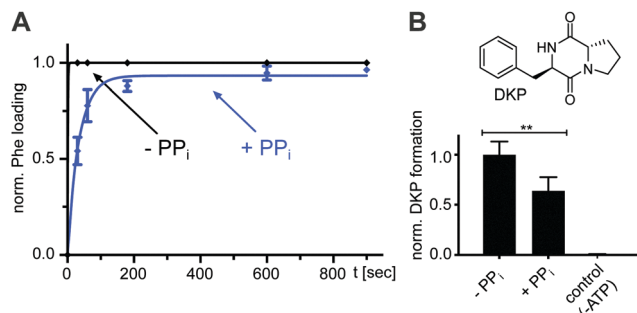 A
norm. Phe loading
1.0
0.5
0.0
0
200
400
600
800
t [sec]
- PPi
+ PPi
B
O
HN
N
O
DKP
norm. DKP formation
1.0
0.5
0.0
**
- PPi
+ PPi
control
(-ATP)